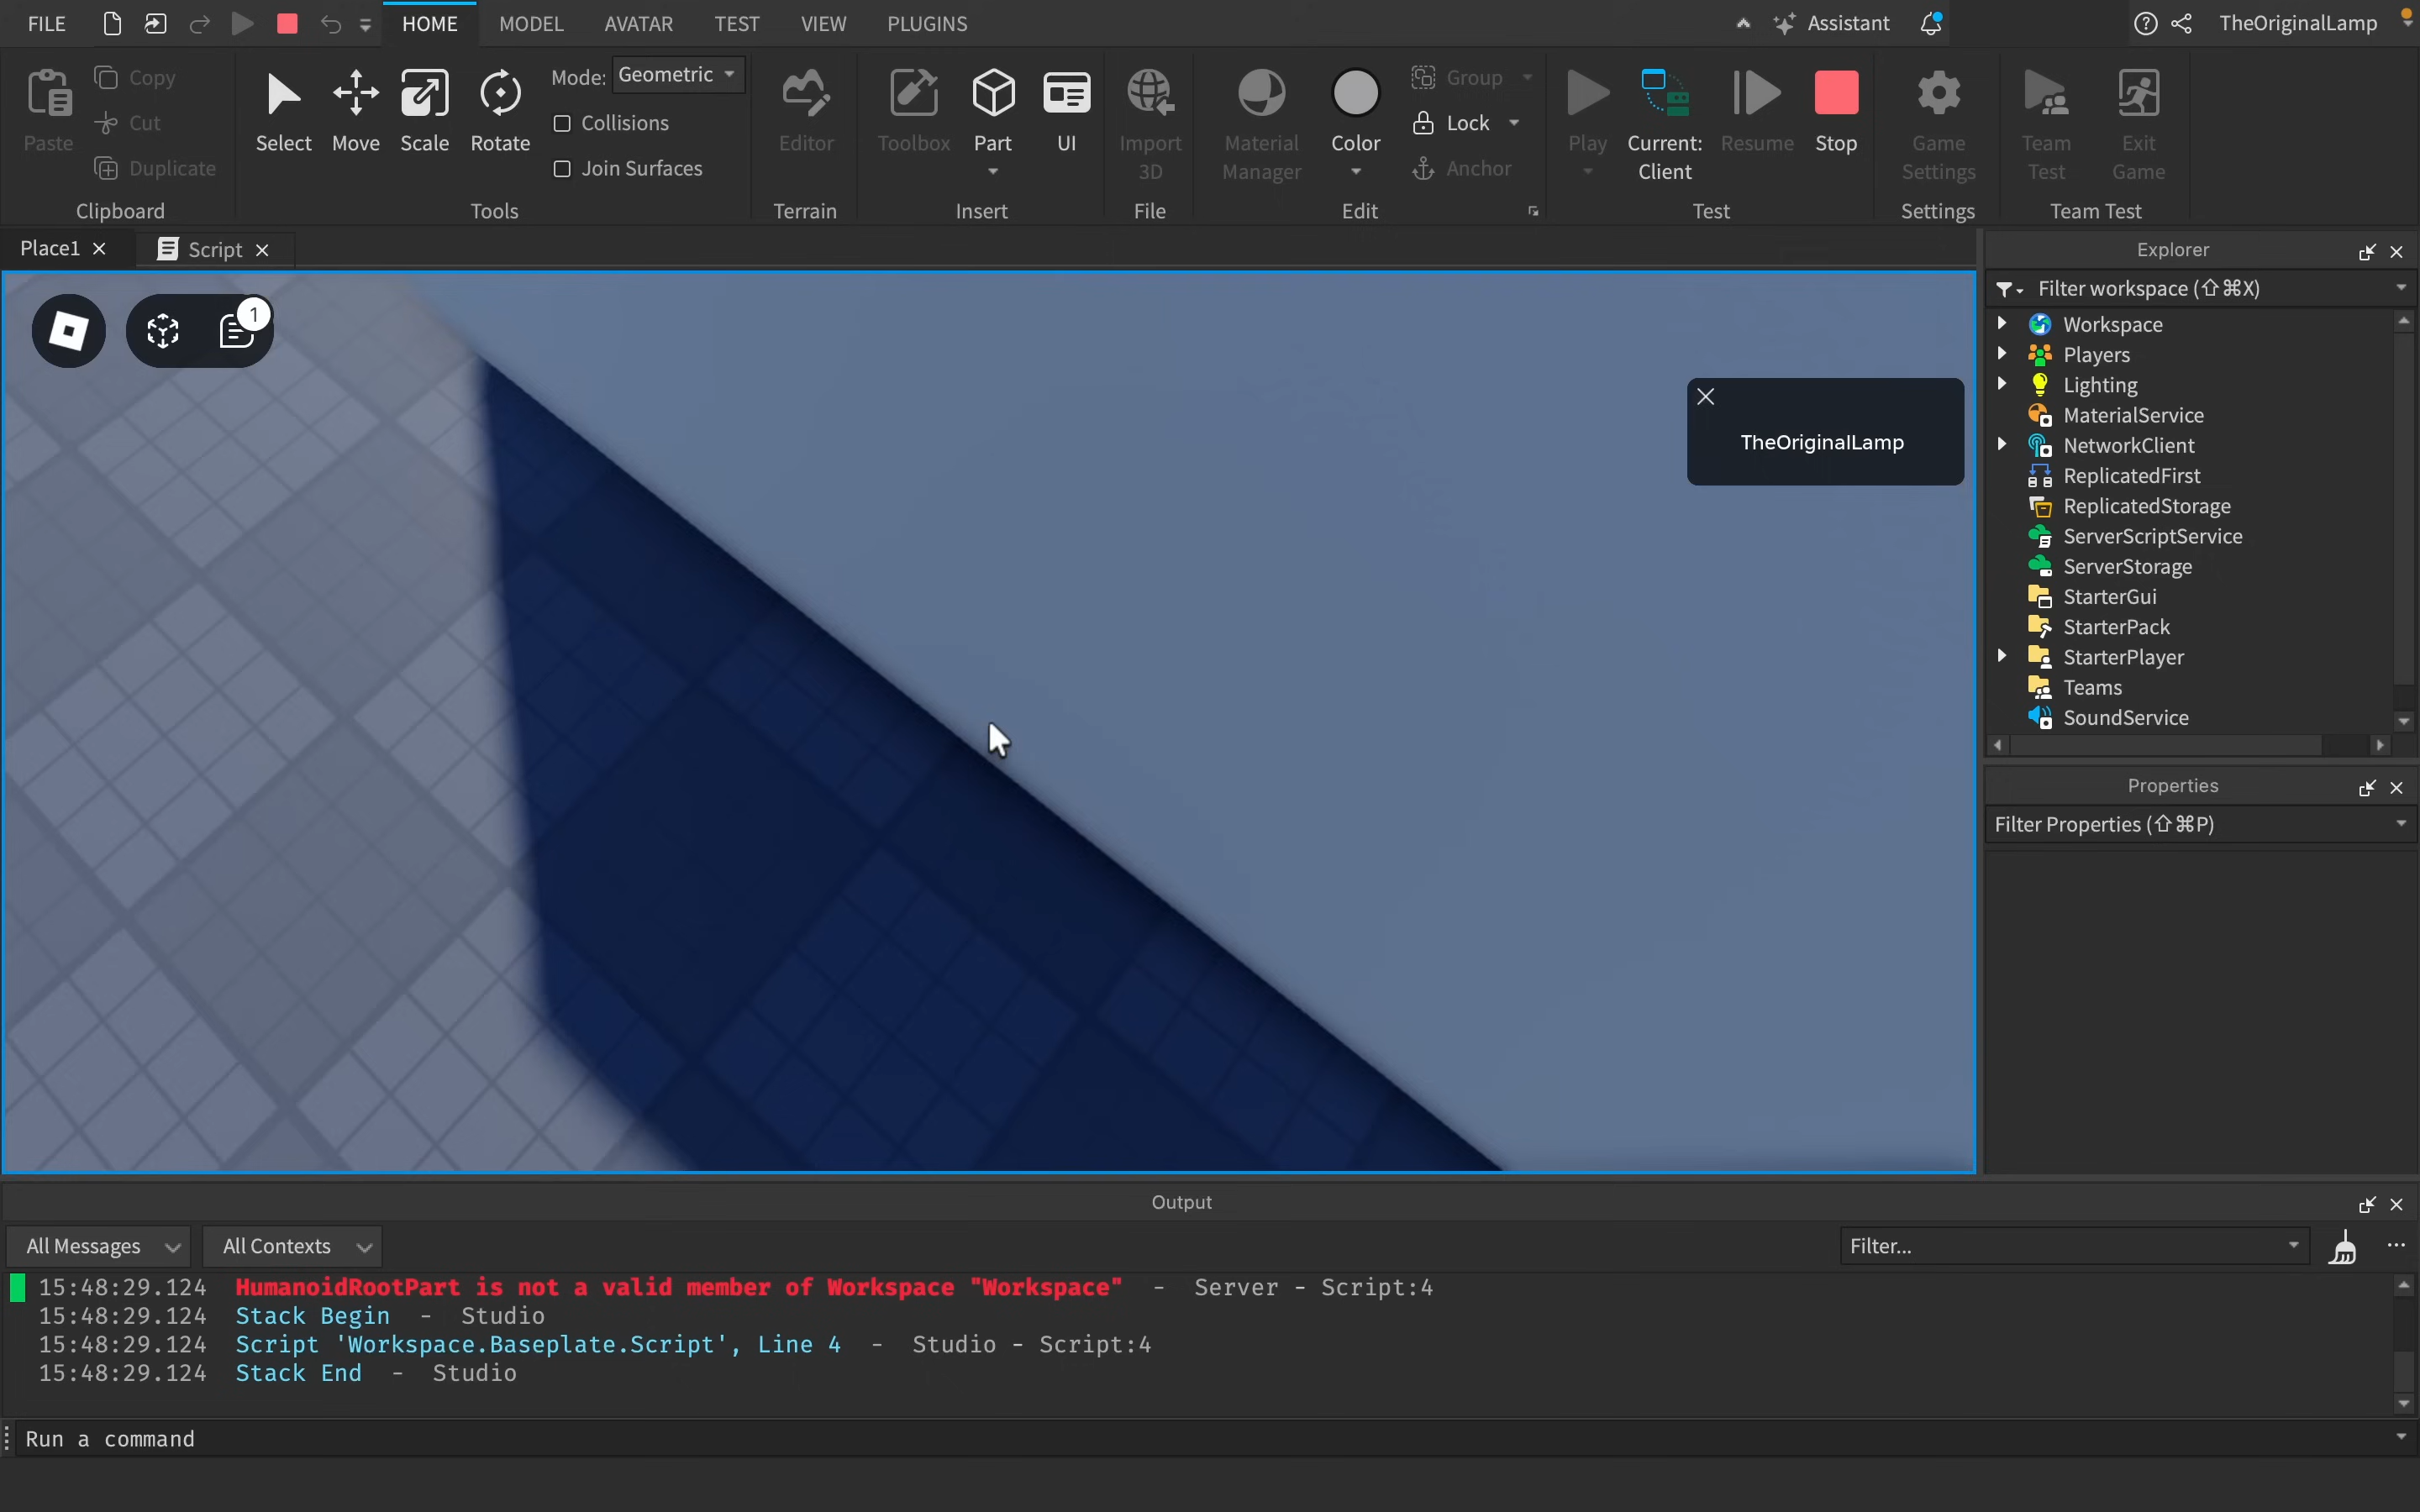 FILE
HOME
MODEL
AVATAR
TEST
VIEW
PLUGINS
Assistant
TheOriginalLamp
Paste
Copy
Cut
Duplicate
Clipboard
Select
Move
Scale
Rotate
Mode: Geometric
Collisions
Join Surfaces
Tools
Editor
Terrain
Toolbox
Part
UI
Insert
Import
3D
File
Material
Manager
Color
Group
Lock
Anchor
Edit
Play
Current:
Client
Resume
Stop
Test
Game
Settings
Settings
Team
Test
Exit
Game
Team Test
Place1
Script
1
TheOriginalLamp
Explorer
Filter workspace (⇧⌘X)
Workspace
Players
Lighting
MaterialService
NetworkClient
ReplicatedFirst
ReplicatedStorage
ServerScriptService
ServerStorage
StarterGui
StarterPack
StarterPlayer
Teams
SoundService
Properties
Filter Properties (⇧⌘P)
Output
All Messages
All Contexts
Filter...
15:48:29.124 HumanoidRootPart is not a valid member of Workspace "Workspace" - Server - Script:4
15:48:29.124 Stack Begin - Studio
15:48:29.124 Script 'Workspace.Baseplate.Script', Line 4 - Studio - Script:4
15:48:29.124 Stack End - Studio
Run a command